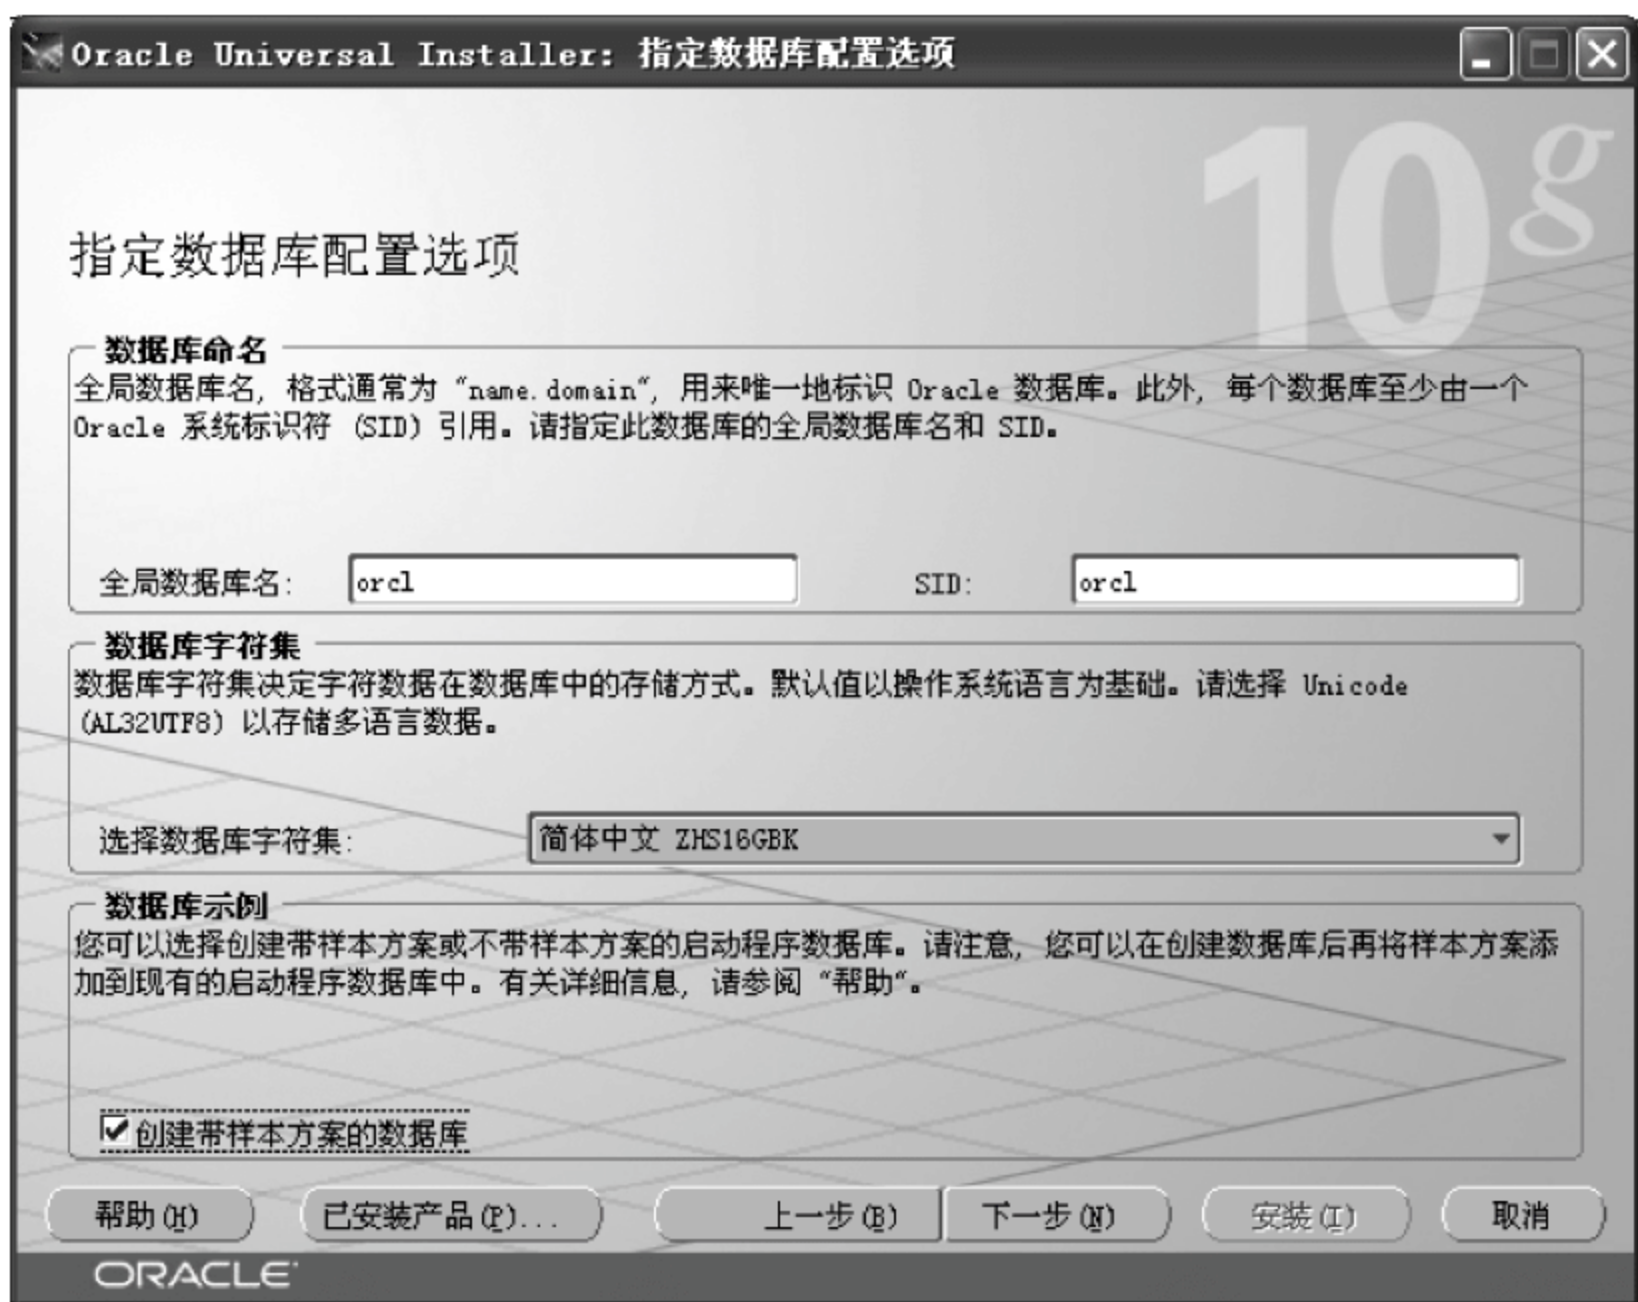 Oracle Universal Installer: 指定数据库配置选项
10g
指定数据库配置选项
数据库命名
全局数据库名, 格式通常为 "name.domain", 用来唯一地标识 Oracle 数据库。此外, 每个数据库至少由一个
Oracle 系统标识符 (SID) 引用。请指定此数据库的全局数据库名和 SID。
全局数据库名: orcl SID: orcl
数据库字符集
数据库字符集决定字符数据在数据库中的存储方式。默认值以操作系统语言为基础。请选择 Unicode
(AL32UTF8) 以存储多语言数据。
选择数据库字符集: 简体中文 ZHS16GBK
数据库示例
您可以选择创建带样本方案或不带样本方案的启动程序数据库。请注意, 您可以在创建数据库后再将样本方案添
加到现有的启动程序数据库中。有关详细信息, 请参阅 "帮助"。
创建带样本方案的数据库
帮助(H) 已安装产品(P)... 上一步(B) 下一步(N) 安装(I) 取消
ORACLE